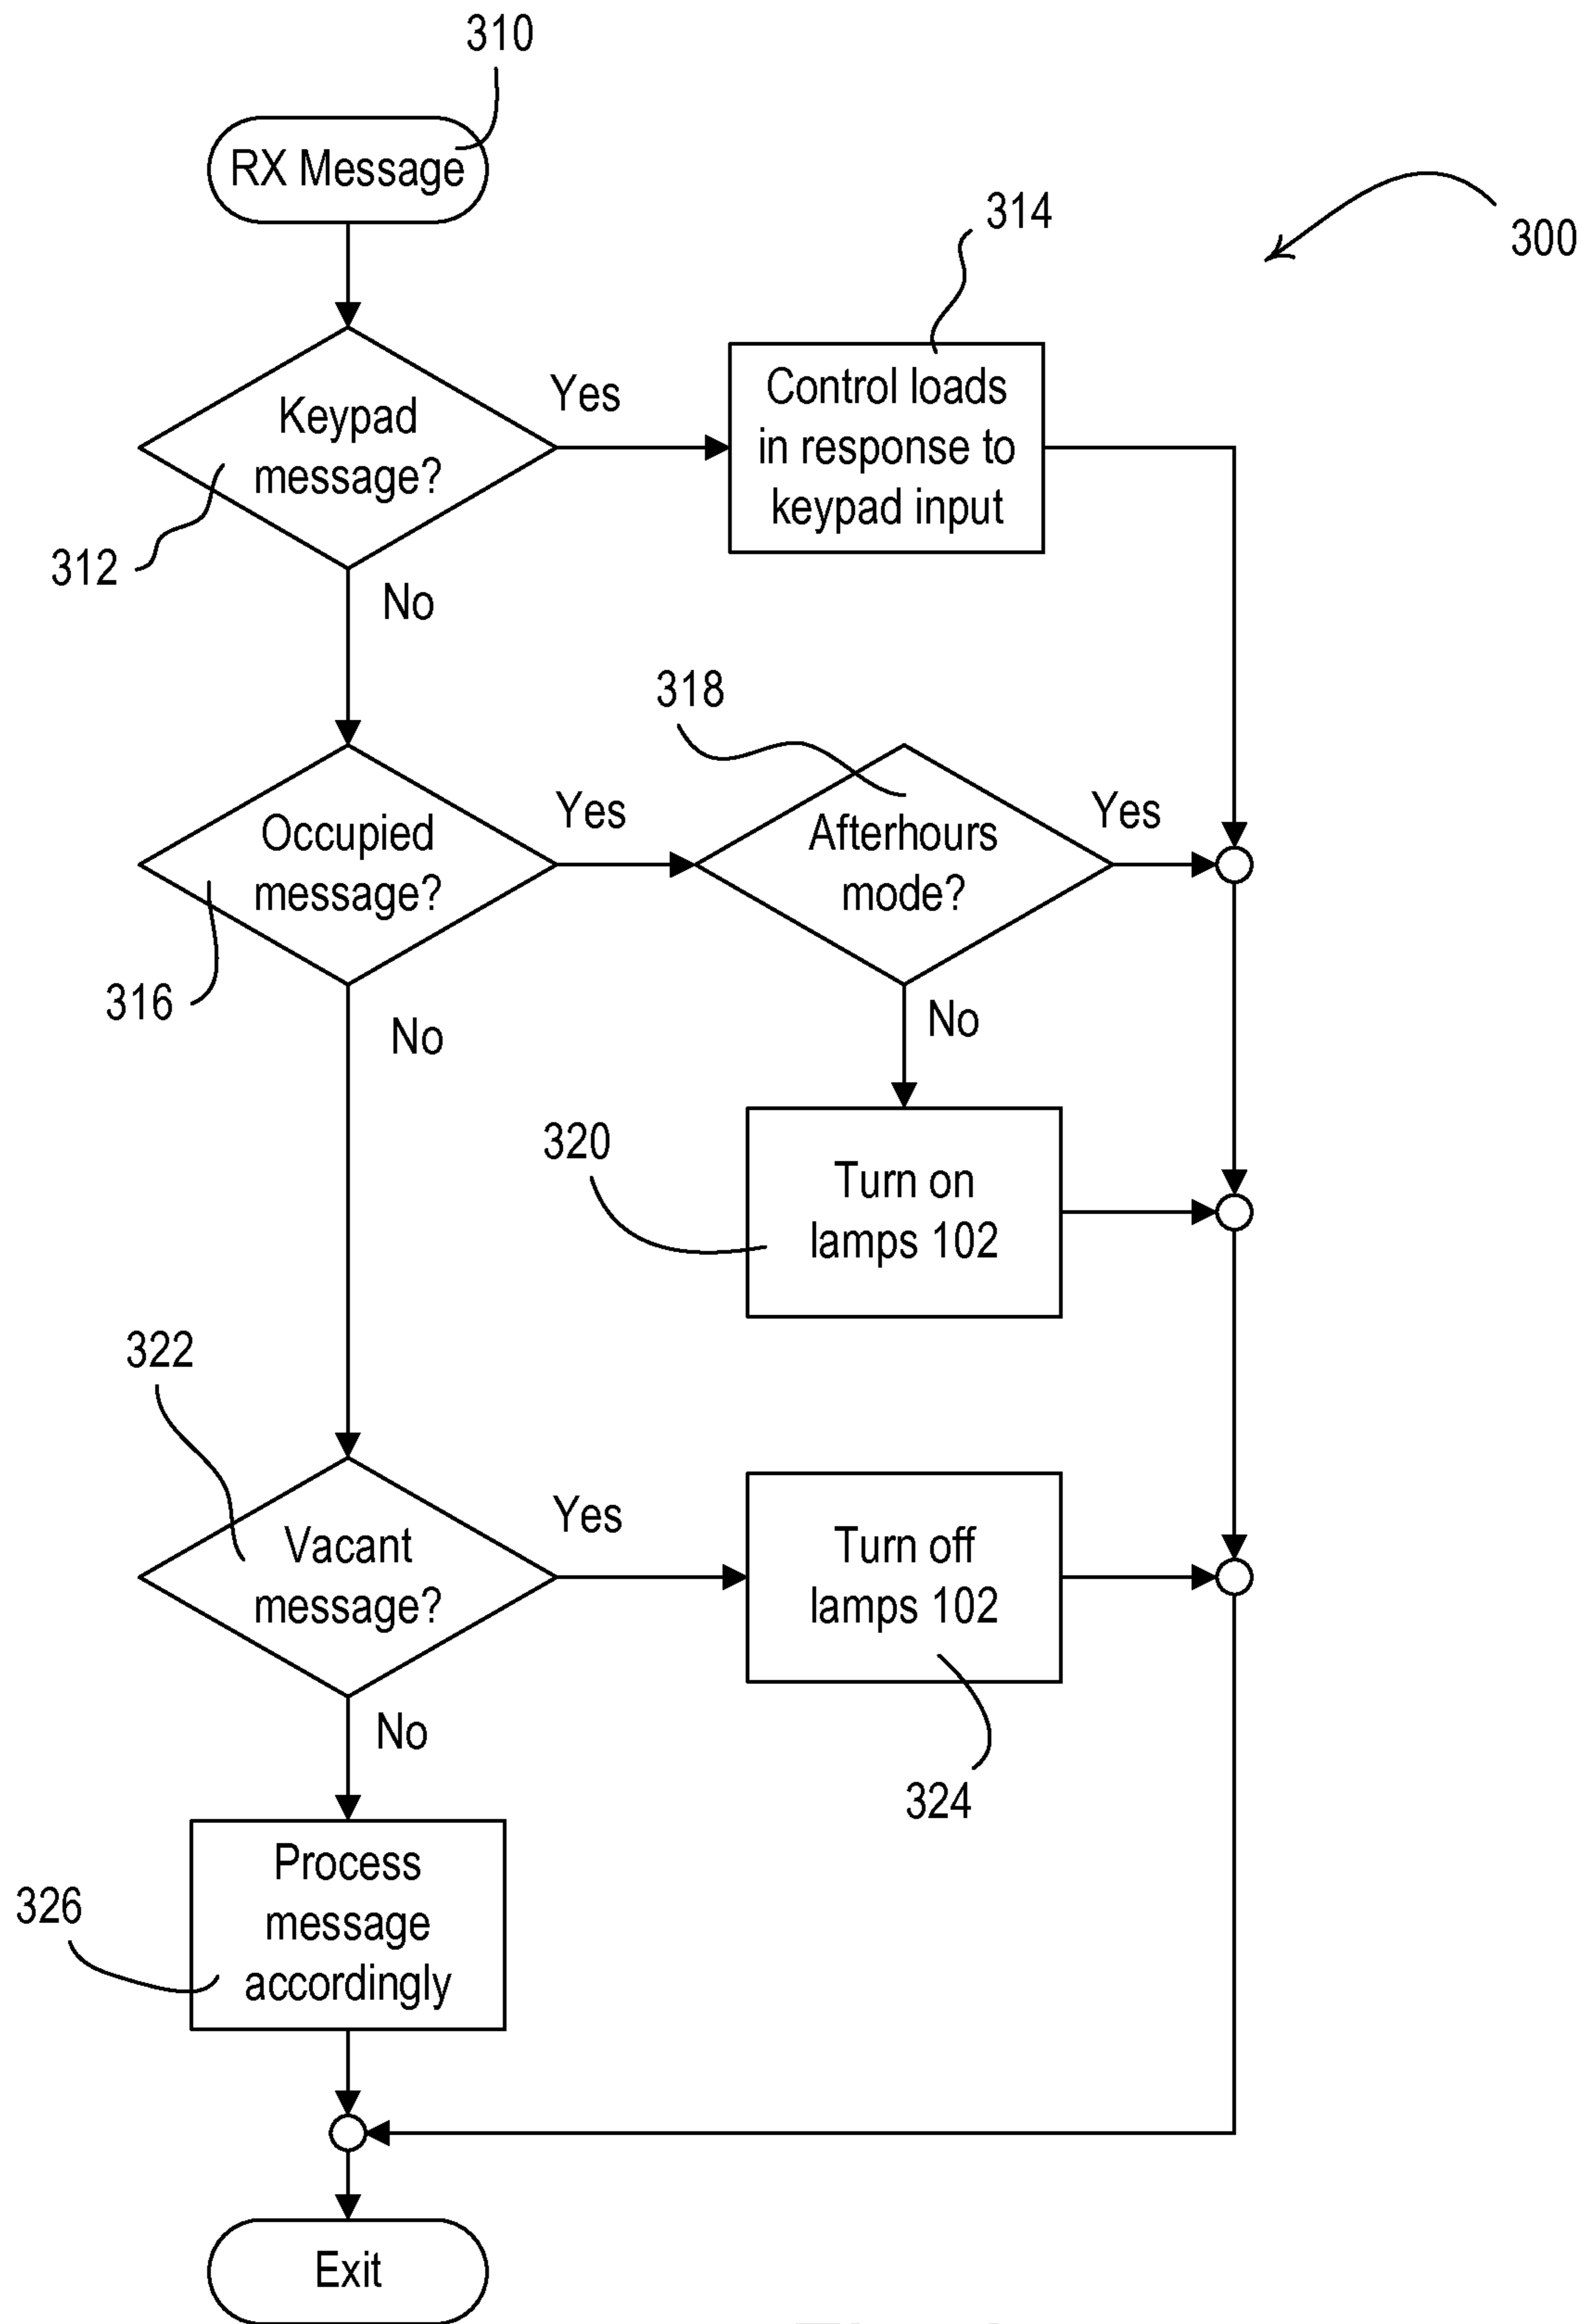 310
RX Message
314
300
Keypad
message?
Yes
Control loads
in response to
keypad input
312
No
318
Occupied
message?
Yes
Afterhours
mode?
Yes
316
No
No
320
Turn on
lamps 102
322
Vacant
message?
Yes
Turn off
lamps 102
No
324
Process
message
accordingly
326
Exit